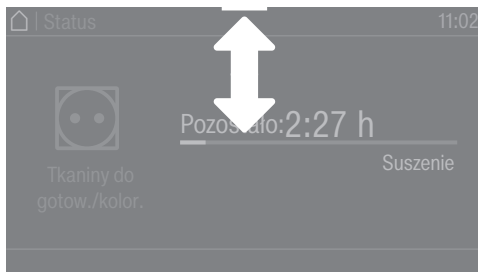 | Status 11:02
Pozostało: 2:27 h
Suszenie
Tkaniny do
gotow./kolor.